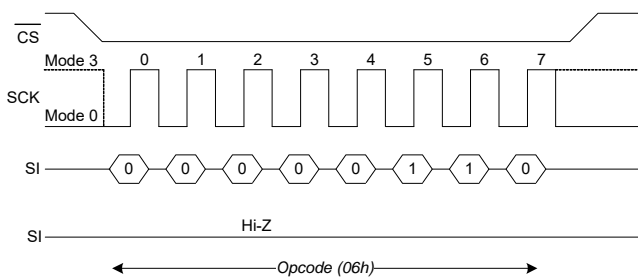 CS
Mode 3 0 1 2 3 4 5 6 7
SCK
Mode 0
SI 0 0 0 0 0 1 1 0
Hi-Z
SI
Opcode (06h)